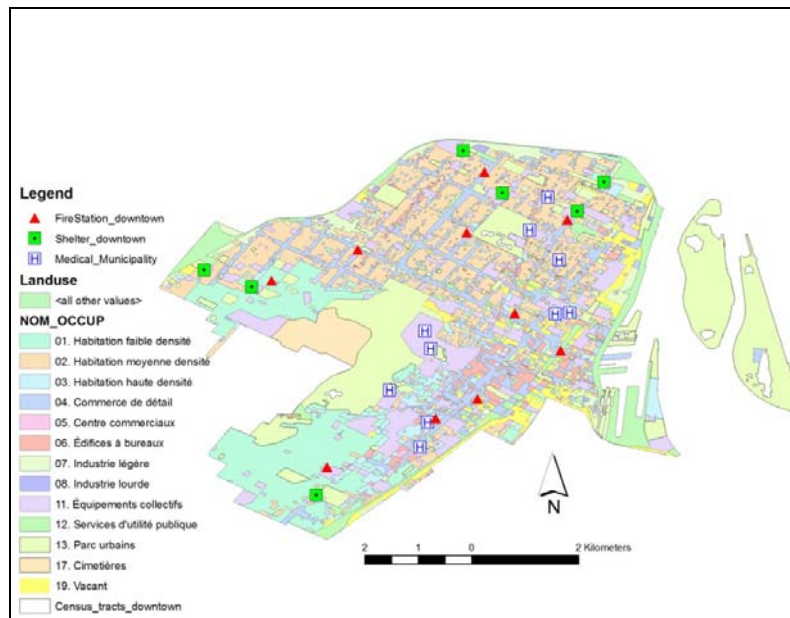 Legend
FireStation_downtown
Shelter_downtown
H Medical_Municipality
Landuse
<all other values>
NOM_OCCUP
01. Habitation faible densité
02. Habitation moyenne densité
03. Habitation haute densité
04. Commerce de détail
05. Centre commerciaux
06. Édifices à bureaux
07. Industrie légère
08. Industrie lourde
11. Équipements collectifs
12. Services d'utilité publique
13. Parc urbains
17. Cimetières
19. Vacant
Census_tracts_downtown
H
H
H
H
H
H
H
H
H
H
N
2 1 0 2 Kilometers